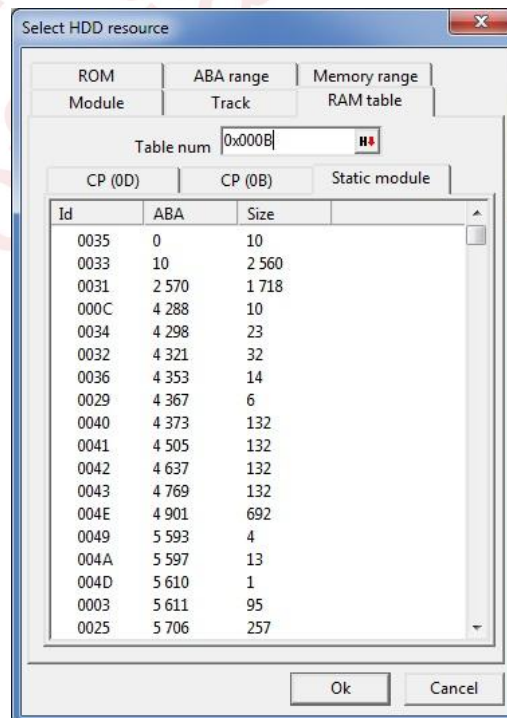 Select HDD resource
ROM ABA range Memory range
Module Track RAM table
Table num 0x000B H
CP (0D) CP (0B) Static module
Id ABA Size
0035 0 10
0033 10 2 560
0031 2 570 1 718
000C 4 288 10
0034 4 298 23
0032 4 321 32
0036 4 353 14
0029 4 367 6
0040 4 373 132
0041 4 505 132
0042 4 637 132
0043 4 769 132
004E 4 901 692
0049 5 593 4
004A 5 597 13
004D 5 610 1
0003 5 611 95
0025 5 706 257
Ok Cancel